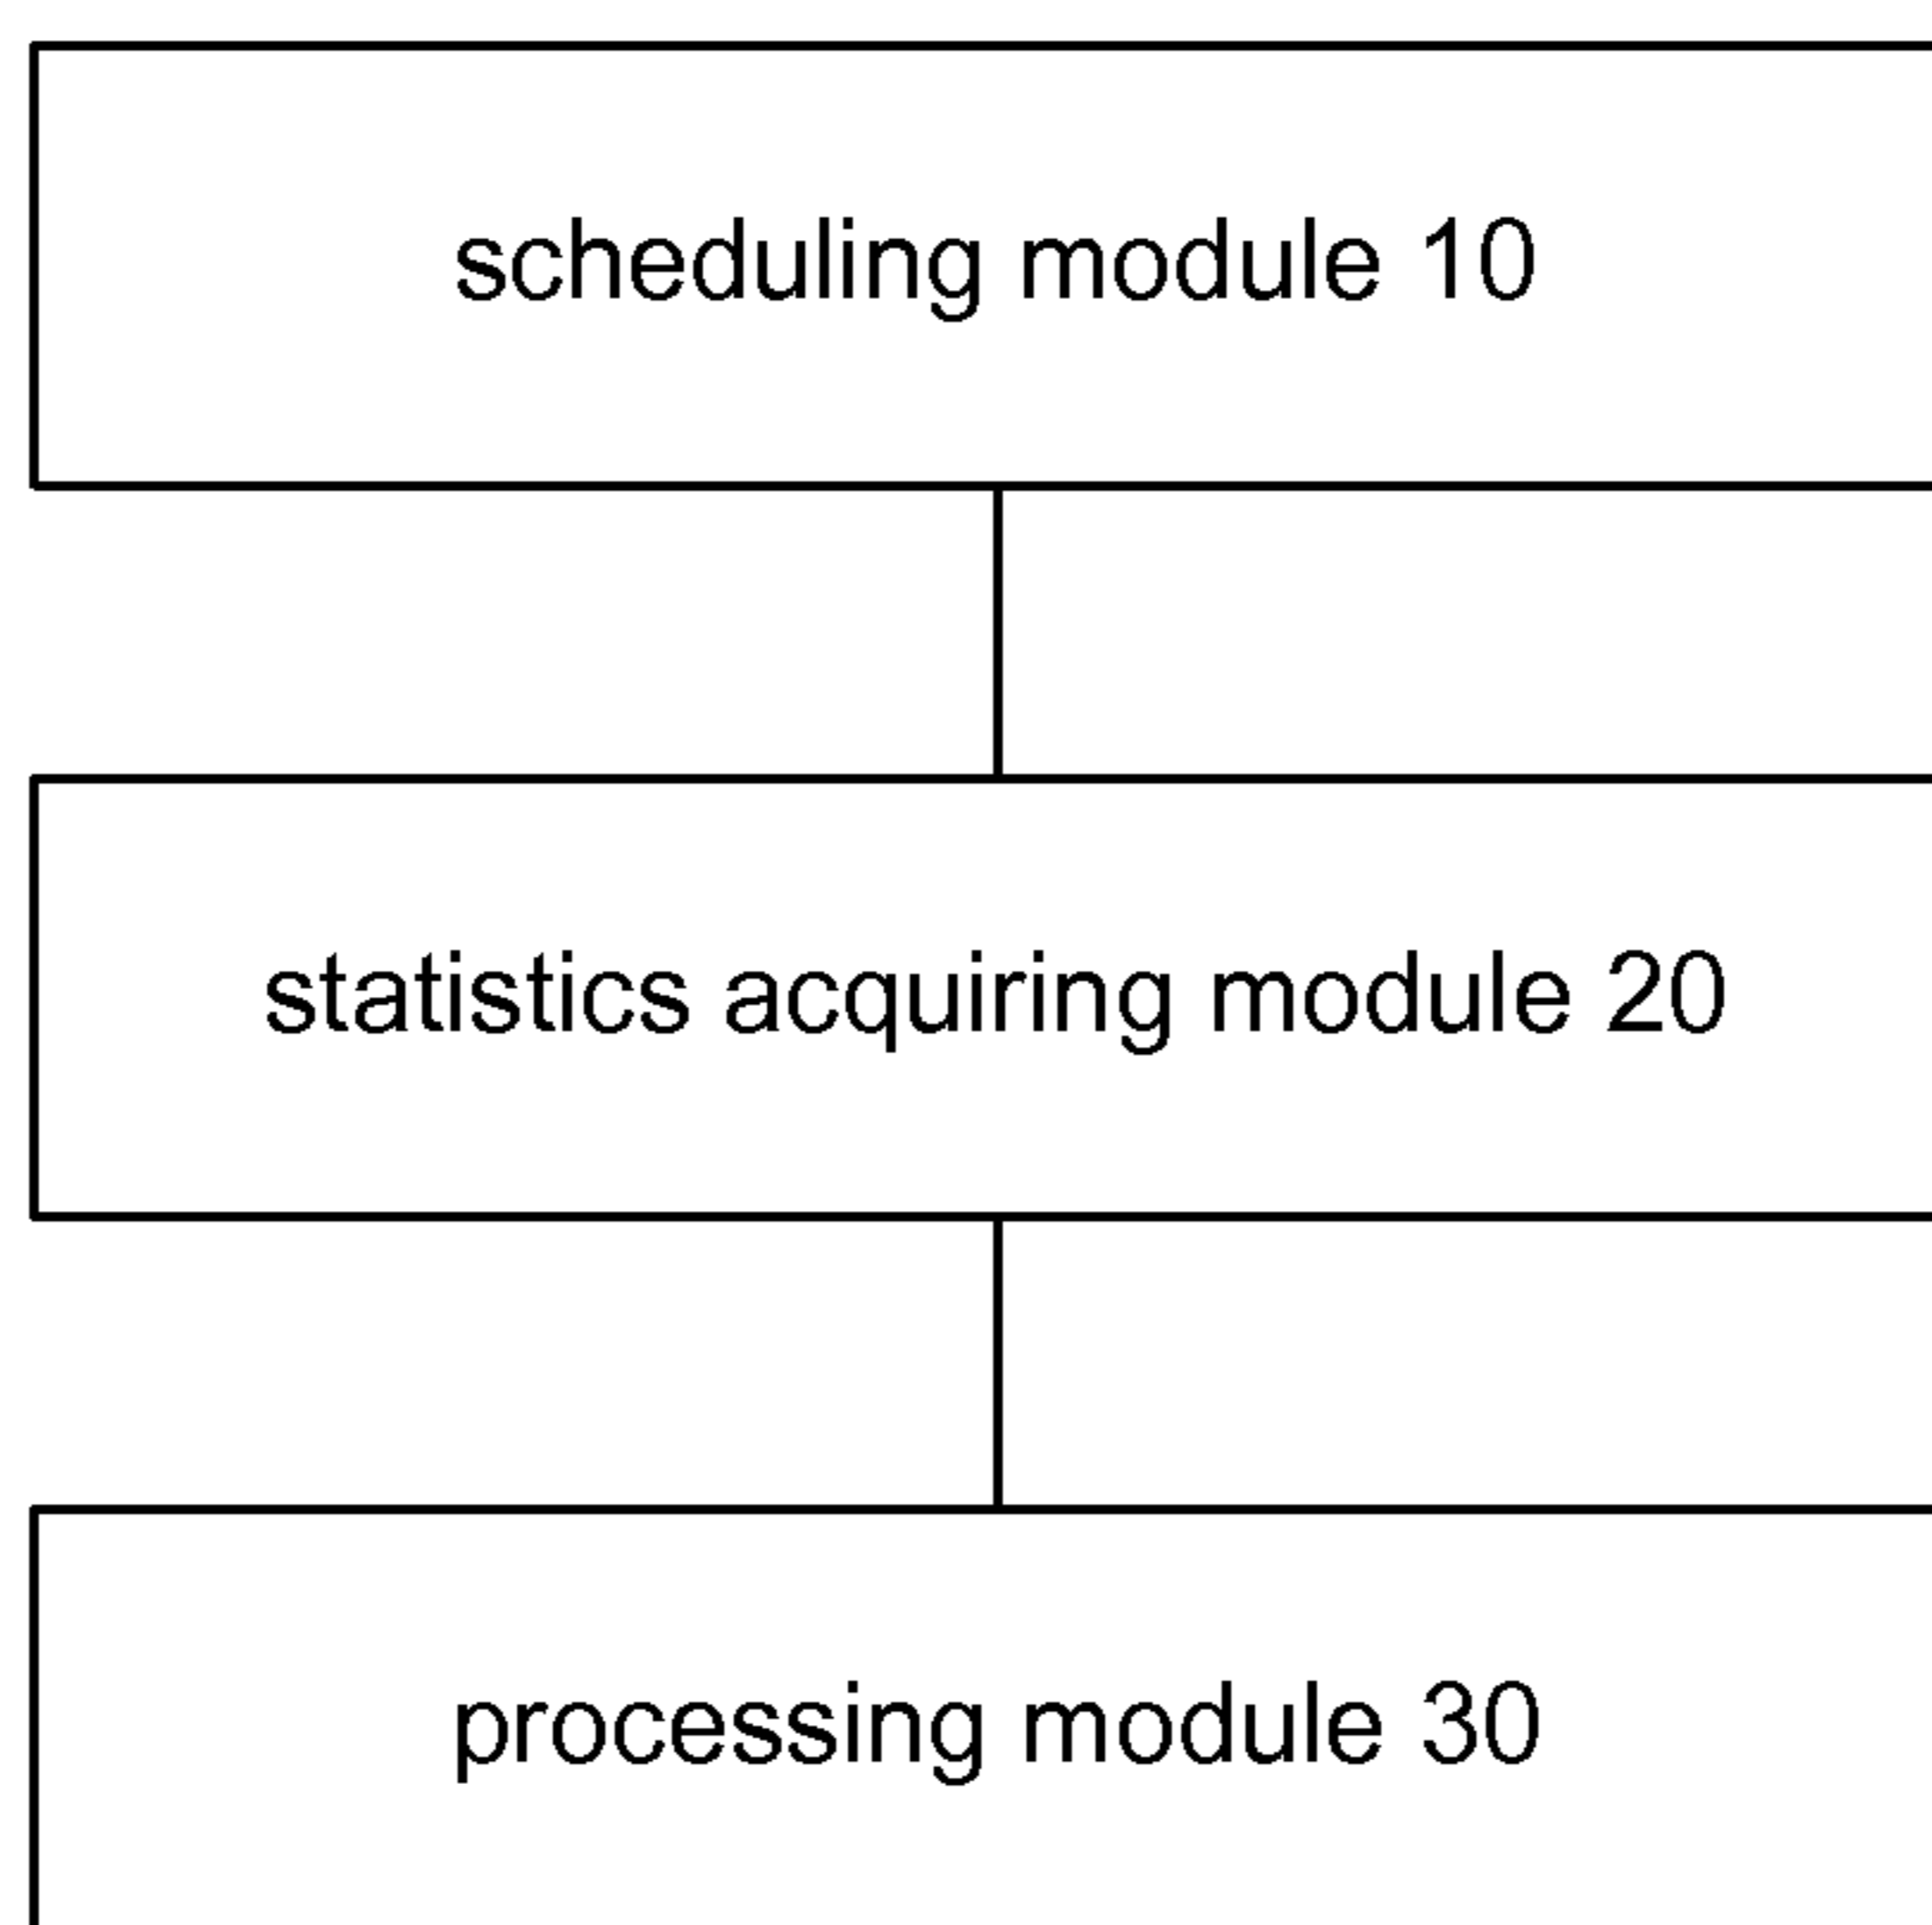 scheduling module 10
statistics acquiring module 20
processing module 30